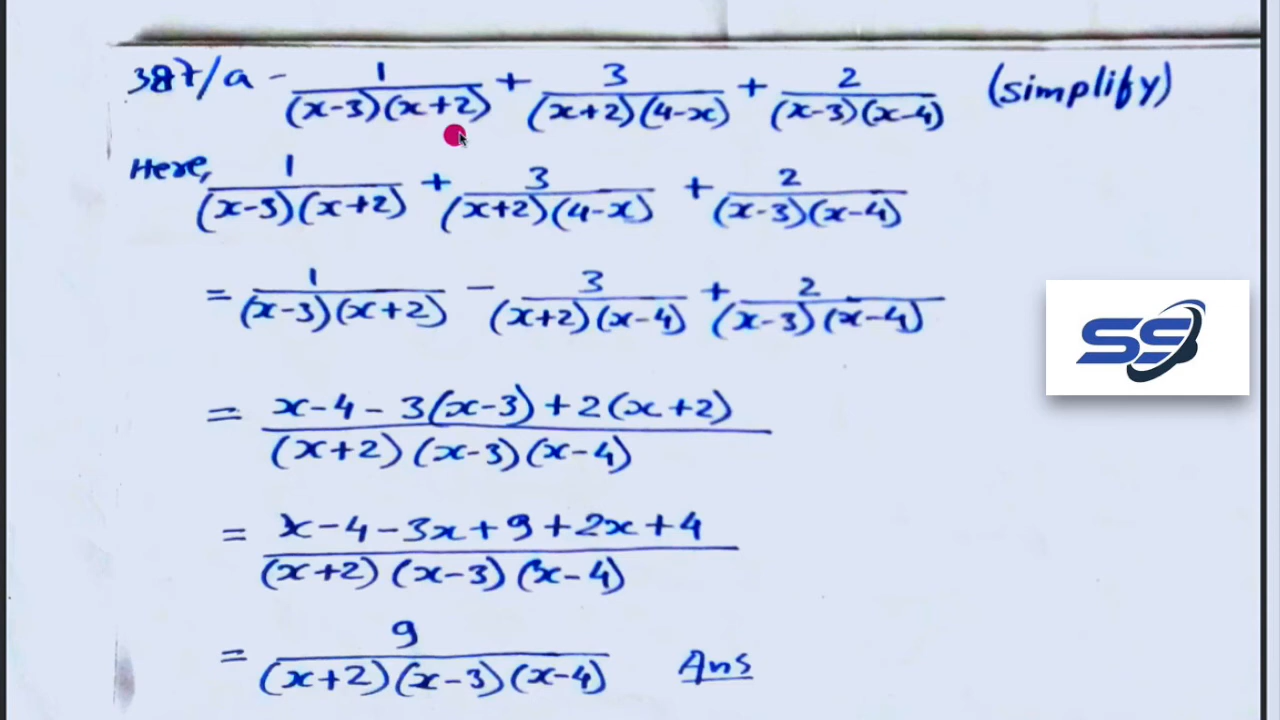 387/a - 1/((x-3)(x+2)) + 3/((x+2)(4-x)) + 2/((x-3)(x-4)) (simplify)
Here, 1/((x-3)(x+2)) + 3/((x+2)(4-x)) + 2/((x-3)(x-4))
= 1/((x-3)(x+2)) - 3/((x+2)(x-4)) + 2/((x-3)(x-4))
SS
= (x-4-3(x-3)+2(x+2))/((x+2)(x-3)(x-4))
= (x-4-3x+9+2x+4)/((x+2)(x-3)(x-4))
= 9/((x+2)(x-3)(x-4)) Ans